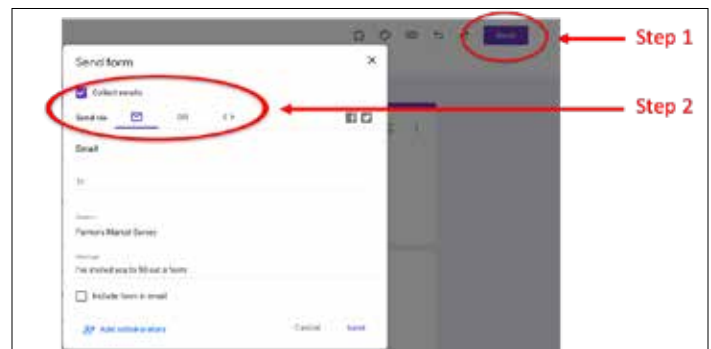 Send
Step 1
Send form
Collect emails
Step 2
Send via
Email
To
Subject
Farmers Market Survey
Message
I've invited you to fill out a form:
Include form in email
Add collaborators
Cancel
Send